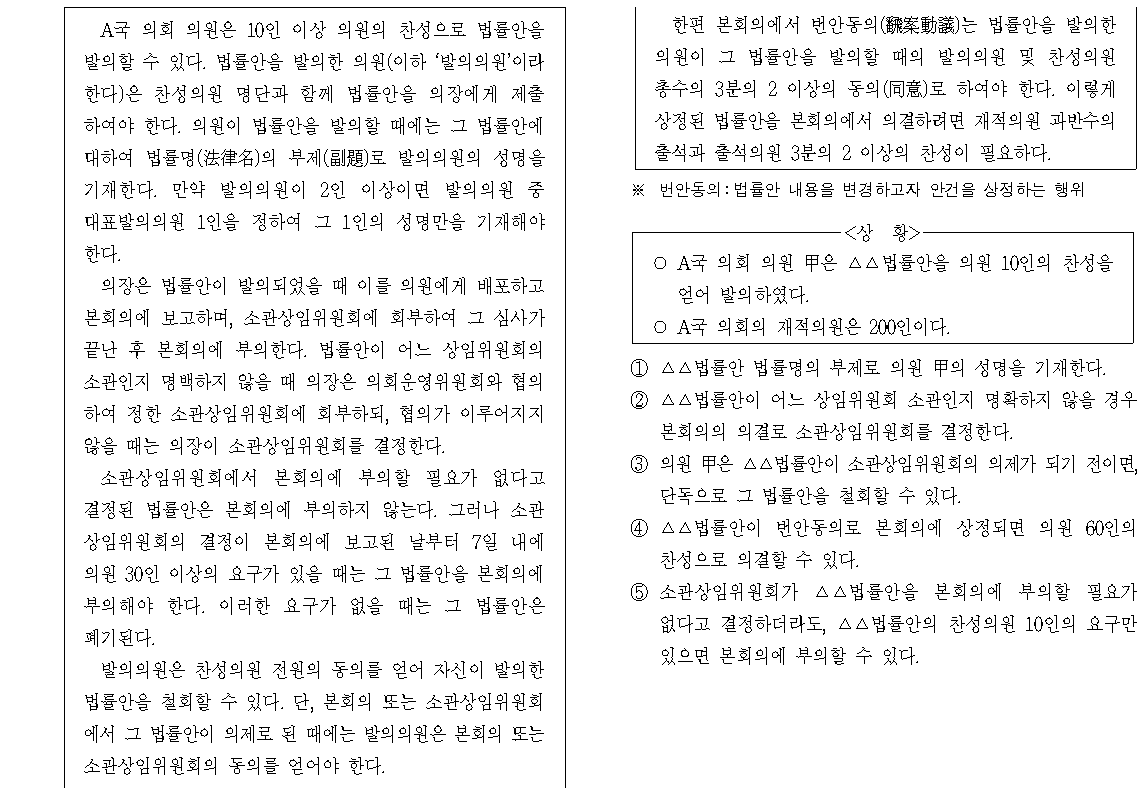 A국 의회 의원은 10인 이상 의원의 찬성으로 법률안을
발의할 수 있다. 법률안을 발의한 의원(이하 ‘발의의원’이라
한다)은 찬성의원 명단과 함께 법률안을 의장에게 제출
하여야 한다. 의원이 법률안을 발의할 때에는 그 법률안에
대하여 법률명(法律名)의 부제(副題)로 발의의원의 성명을
기재한다. 만약 발의의원이 2인 이상이면 발의의원 중
대표발의의원 1인을 정하여 그 1인의 성명만을 기재해야
한다.
의장은 법률안이 발의되었을 때 이를 의원에게 배포하고
본회의에 보고하며, 소관상임위원회에 회부하여 그 심사가
끝난 후 본회의에 부의한다. 법률안이 어느 상임위원회의
소관인지 명백하지 않을 때 의장은 의회운영위원회와 협의
하여 정한 소관상임위원회에 회부하되, 협의가 이루어지지
않을 때는 의장이 소관상임위원회를 결정한다.
소관상임위원회에서 본회의에 부의할 필요가 없다고
결정된 법률안은 본회의에 부의하지 않는다. 그러나 소관
상임위원회의 결정이 본회의에 보고된 날부터 7일 내에
의원 30인 이상의 요구가 있을 때는 그 법률안을 본회의에
부의해야 한다. 이러한 요구가 없을 때는 그 법률안은
폐기된다.
발의의원은 찬성의원 전원의 동의를 얻어 자신이 발의한
법률안을 철회할 수 있다. 단, 본회의 또는 소관상임위원회
에서 그 법률안이 의제로 된 때에는 발의의원은 본회의 또는
소관상임위원회의 동의를 얻어야 한다.
한편 본회의에서 번안동의(飜案動議)는 법률안을 발의한
의원이 그 법률안을 발의할 때의 발의의원 및 찬성의원
총수의 3분의 2 이상의 동의(同意)로 하여야 한다. 이렇게
상정된 법률안을 본회의에서 의결하려면 재적의원 과반수의
출석과 출석의원 3분의 2 이상의 찬성이 필요하다.
※ 번안동의:법률안 내용을 변경하고자 안건을 상정하는 행위
<상 황>
○ A국 의회 의원 甲은 △△법률안을 의원 10인의 찬성을
얻어 발의하였다.
○ A국 의회의 재적의원은 200인이다.
① △△법률안 법률명의 부제로 의원 甲의 성명을 기재한다.
② △△법률안이 어느 상임위원회 소관인지 명확하지 않을 경우
본회의의 의결로 소관상임위원회를 결정한다.
③ 의원 甲은 △△법률안이 소관상임위원회의 의제가 되기 전이면,
단독으로 그 법률안을 철회할 수 있다.
④ △△법률안이 번안동의로 본회의에 상정되면 의원 60인의
찬성으로 의결할 수 있다.
⑤ 소관상임위원회가 △△법률안을 본회의에 부의할 필요가
없다고 결정하더라도, △△법률안의 찬성의원 10인의 요구만
있으면 본회의에 부의할 수 있다.